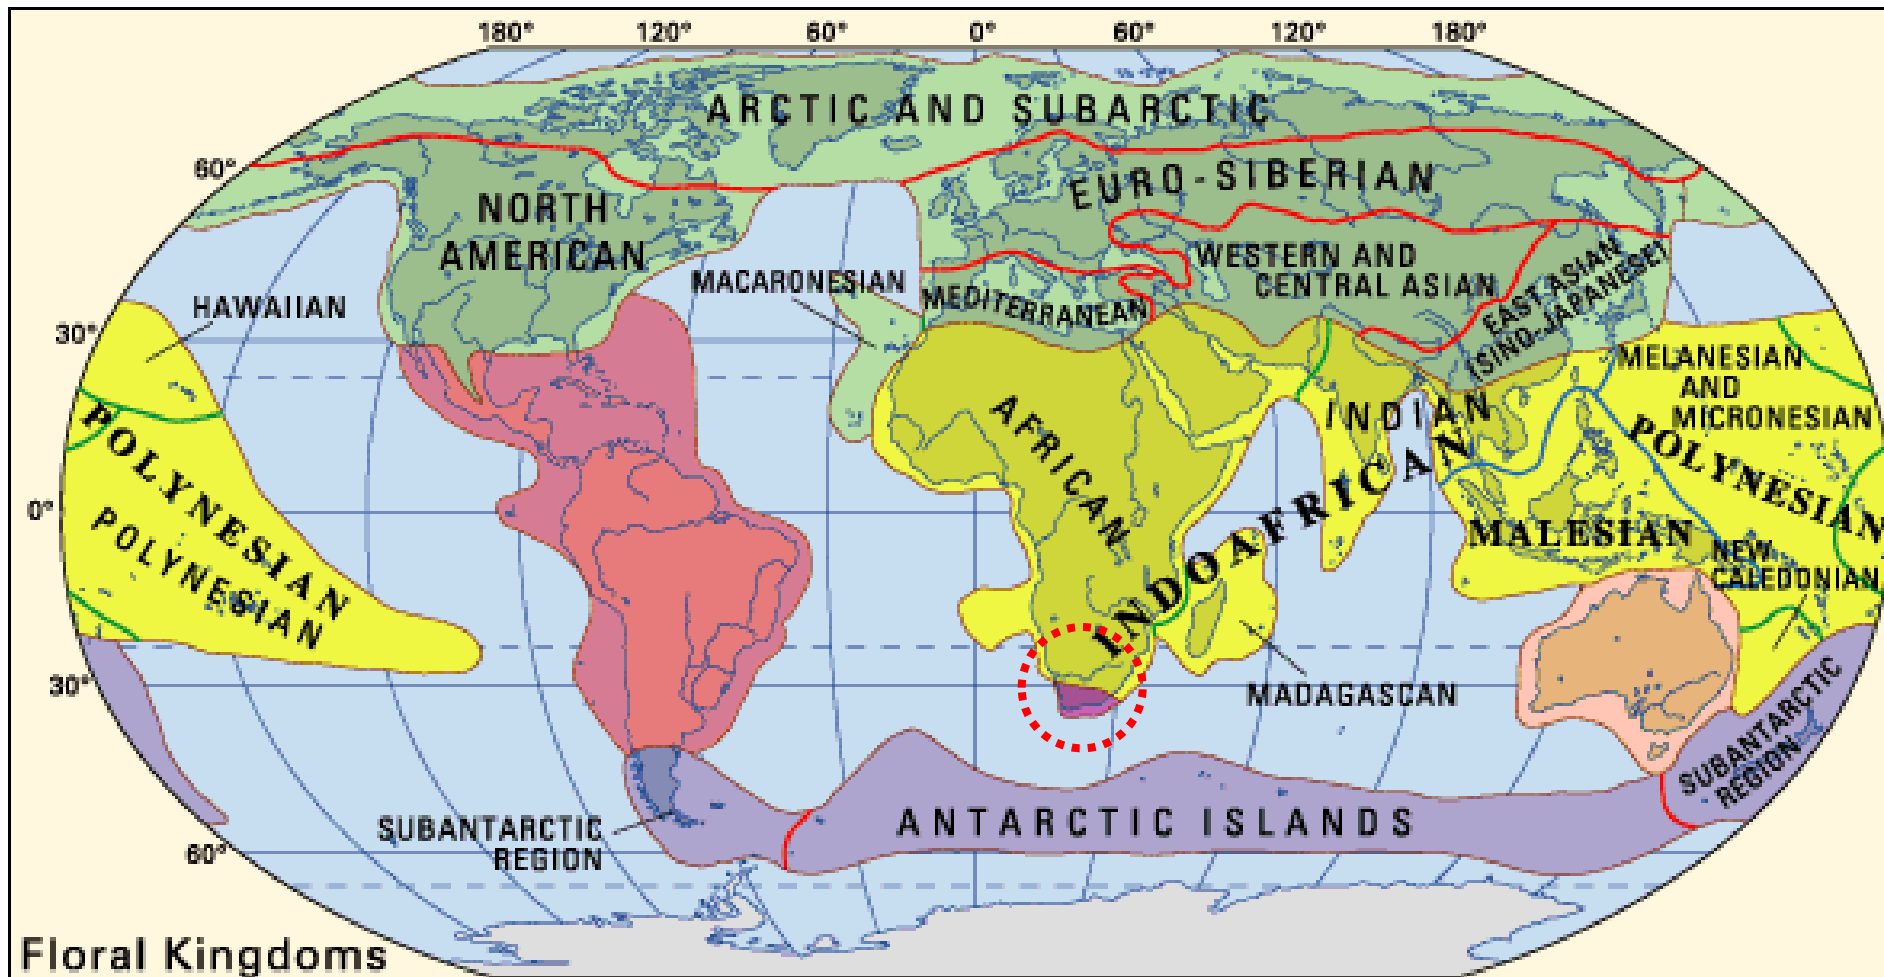 180° 120° 60° 0° 60° 120° 180°
ARCTIC AND SUBARCTIC
60°
EURO-SIBERIAN
NORTH
AMERICAN
WESTERN AND
CENTRAL ASIAN
EAST ASIAN
(SINO-JAPANESE)
MACARONESIAN
MEDITERRANEAN
HAWAIIAN
30°
MELANESIAN
AND
MICRONESIAN
INDIAN
AFRICAN
POLYNESIAN
POLYNESIAN
INDOAFRICAN
POLYNESIAN
0°
MALESIAN
NEW
CALEDONIAN
30°
MADAGASCAN
SUBANTARCTIC
REGION
ANTARCTIC ISLANDS
SUBANTARCTIC
REGION
60°
Floral Kingdoms